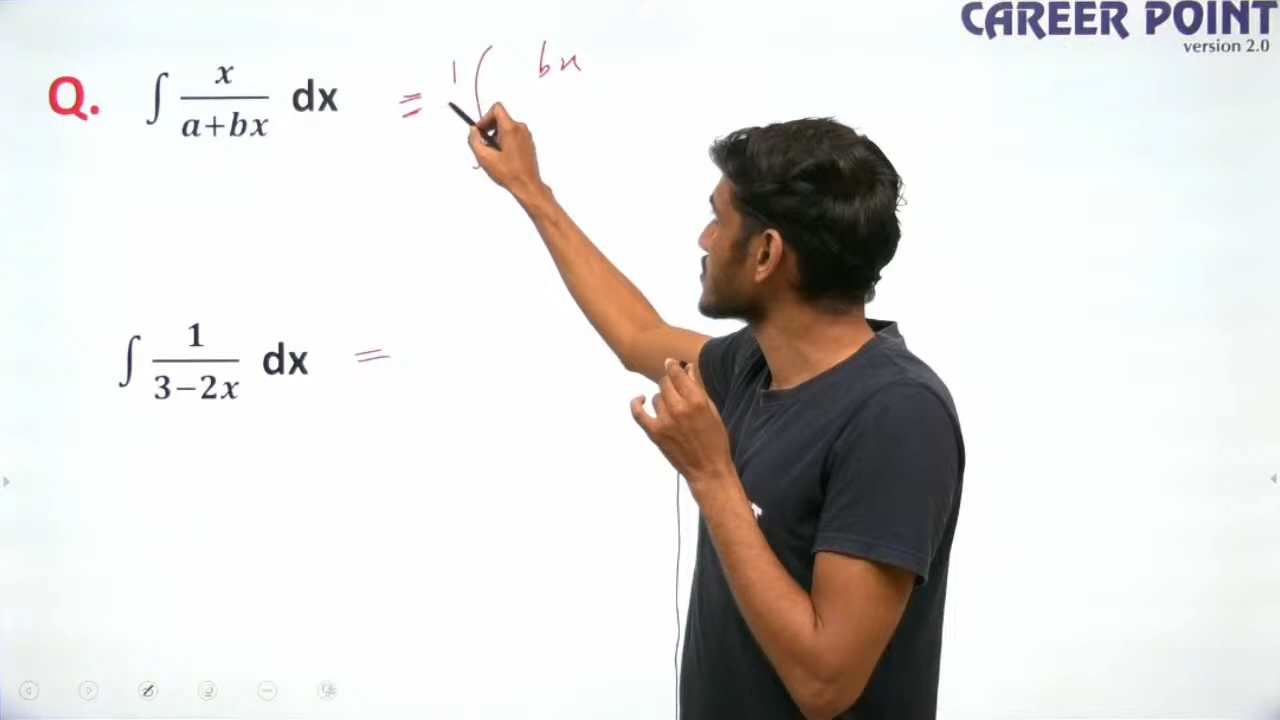 CAREER POINT
version 2.0
Q. ∫ x/(a+bx) dx = 1 ∫ bx
∫ 1/(3−2x) dx =